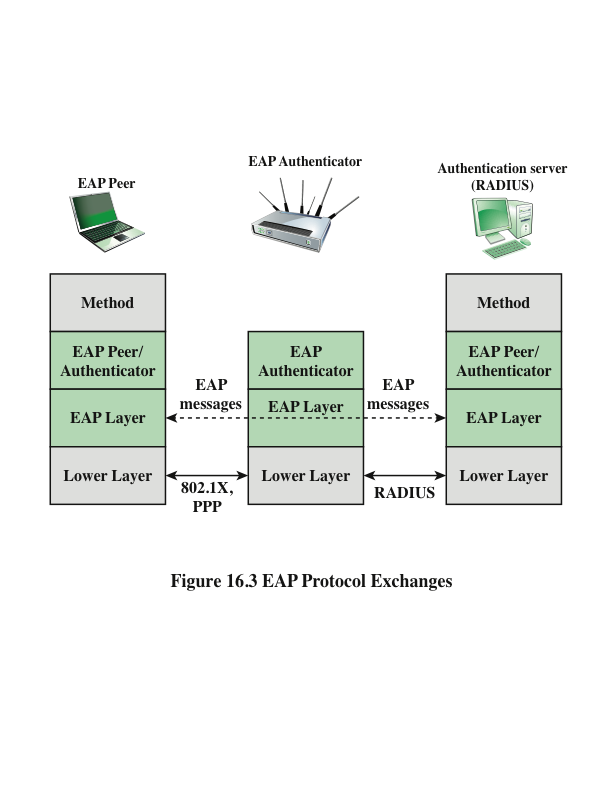 EAP Peer
EAP Authenticator
Authentication server
(RADIUS)
Method
EAP Peer/
Authenticator
EAP Layer
Lower Layer
EAP
messages
802.1X,
PPP
EAP
Authenticator
EAP Layer
Lower Layer
EAP
messages
RADIUS
Method
EAP Peer/
Authenticator
EAP Layer
Lower Layer
Figure 16.3 EAP Protocol Exchanges